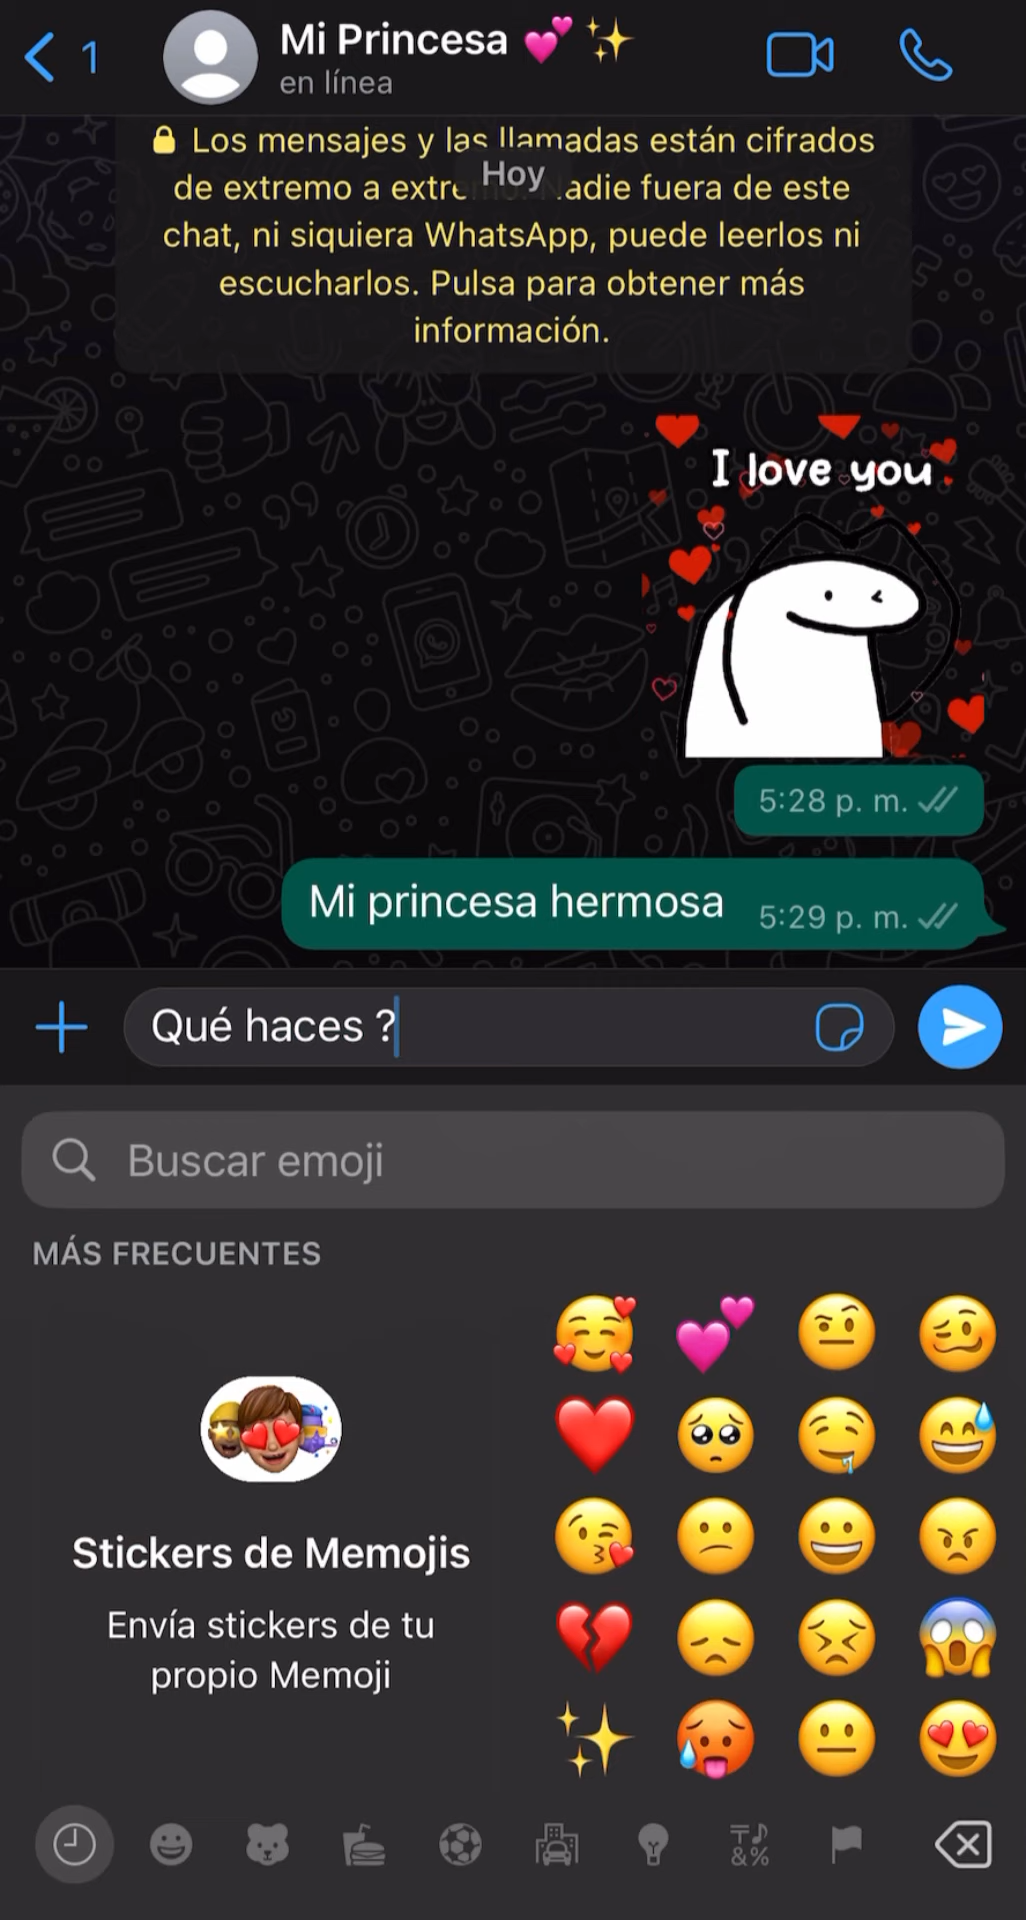 1
Mi Princesa 💕 ✨
en línea
Los mensajes y las llamadas están cifrados
Hoy
de extremo a extre adie fuera de este
chat, ni siquiera WhatsApp, puede leerlos ni
escucharlos. Pulsa para obtener más
información.
I love you
5:28 p. m.
Mi princesa hermosa 5:29 p. m.
Qué haces ?
Buscar emoji
MÁS FRECUENTES
Stickers de Memojis
Envía stickers de tu
propio Memoji